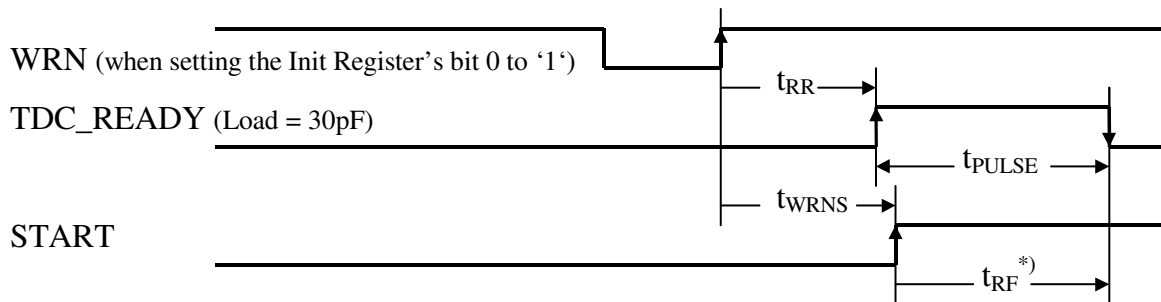 WRN (when setting the Init Register's bit 0 to ‘1‘)
tRR
TDC_READY (Load = 30pF)
tPULSE
tWRNS
START
tRF*)